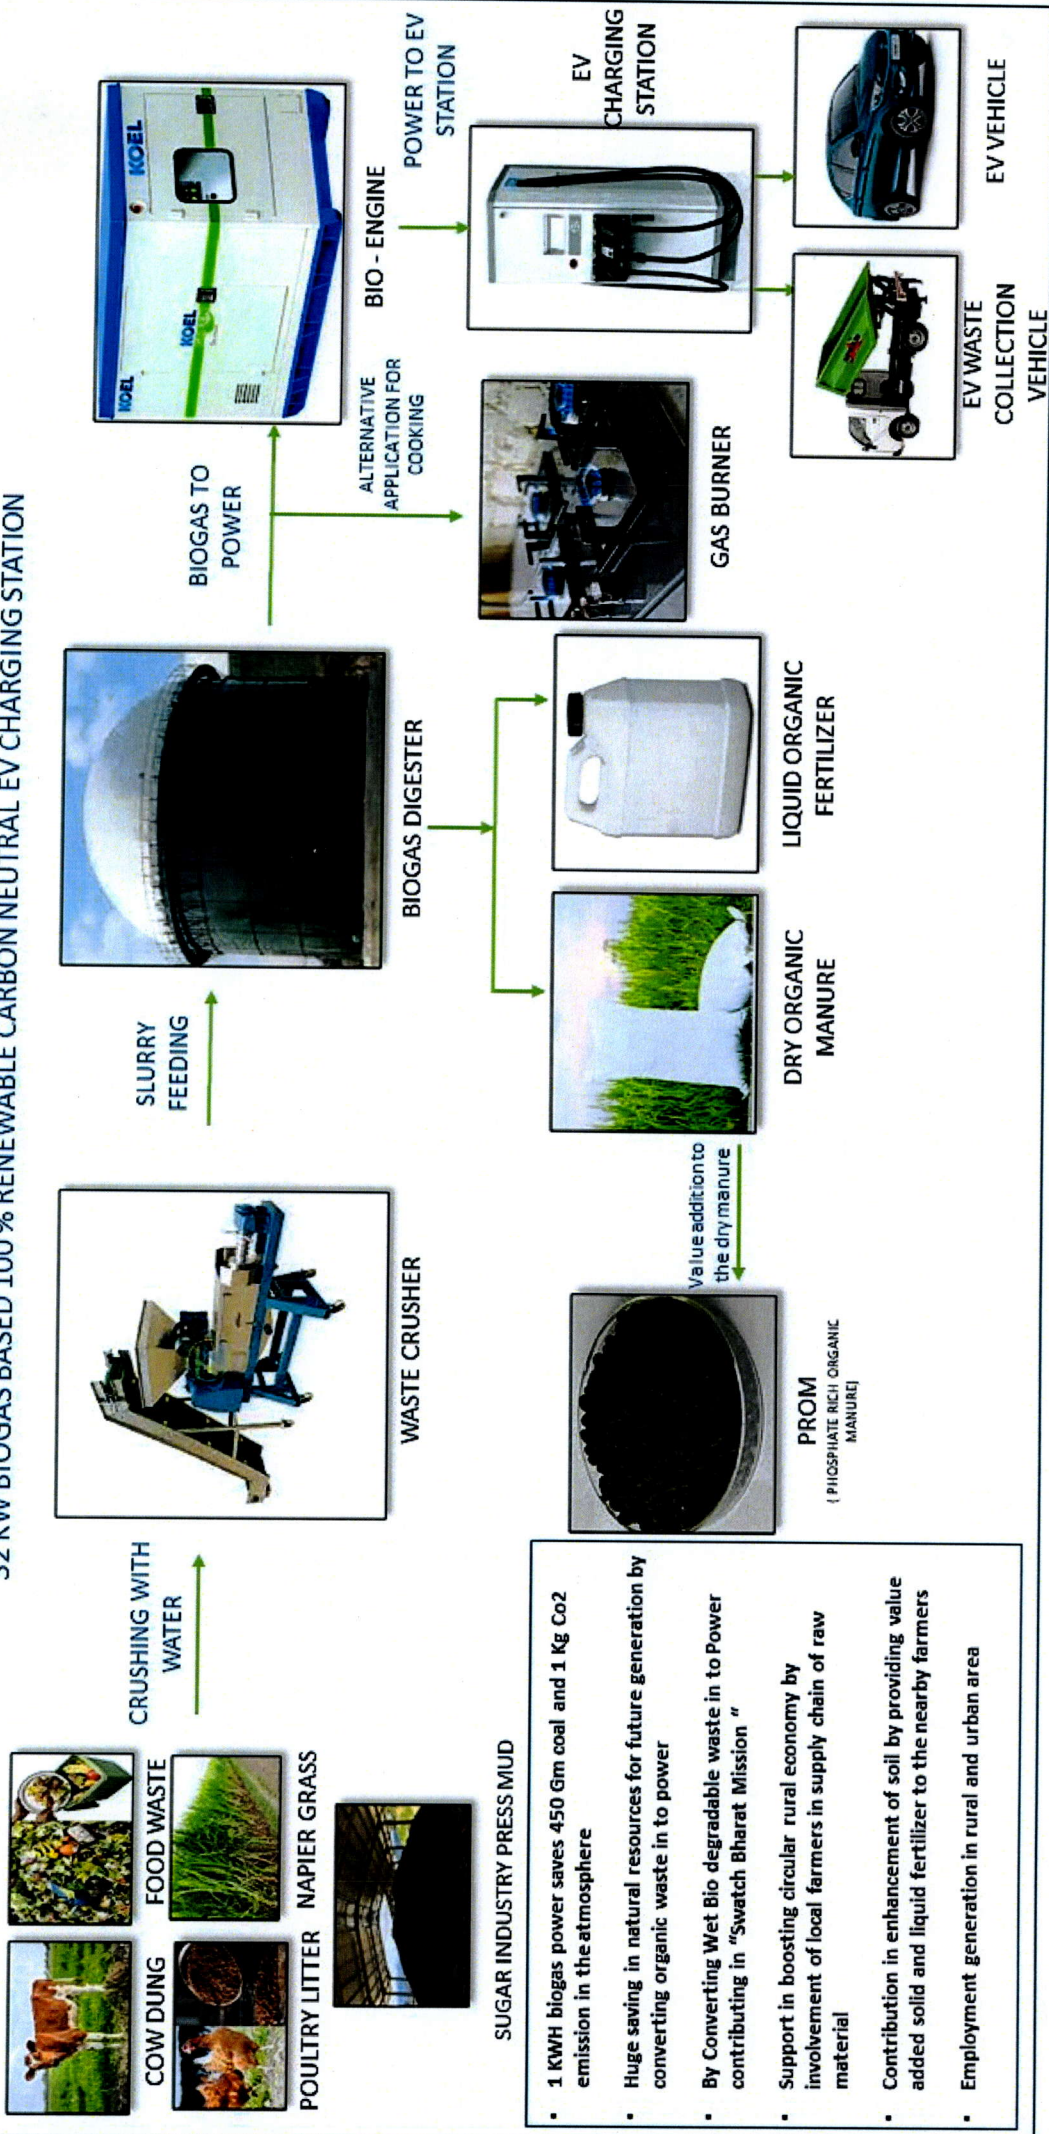 32 KW BIOGAS BASED 100 % RENEWABLE CARBON NEUTRAL EV CHARGING STATION
COW DUNG
FOOD WASTE
POULTRY LITTER
NAPIER GRASS
SUGAR INDUSTRY PRESS MUD
CRUSHING WITH
WATER
WASTE CRUSHER
SLURRY
FEEDING
BIOGAS DIGESTER
BIOGAS TO
POWER
KOEL
KOEL
KOEL
BIO - ENGINE
POWER TO EV
STATION
ALTERNATIVE
APPLICATION FOR
COOKING
GAS BURNER
EV
CHARGING
STATION
EV WASTE
COLLECTION
VEHICLE
EV VEHICLE
LIQUID ORGANIC
FERTILIZER
DRY ORGANIC
MANURE
Value addition to
the dry manure
PROM
( PHOSPHATE RICH ORGANIC
MANURE)
• 1 KWH biogas power saves 450 Gm coal and 1 Kg Co2
emission in the atmosphere
• Huge saving in natural resources for future generation by
converting organic waste in to power
• By Converting Wet Bio degradable waste in to Power
contributing in "Swatch Bharat Mission "
• Support in boosting circular rural economy by
involvement of local farmers in supply chain of raw
material
• Contribution in enhancement of soil by providing value
added solid and liquid fertilizer to the nearby farmers
• Employment generation in rural and urban area